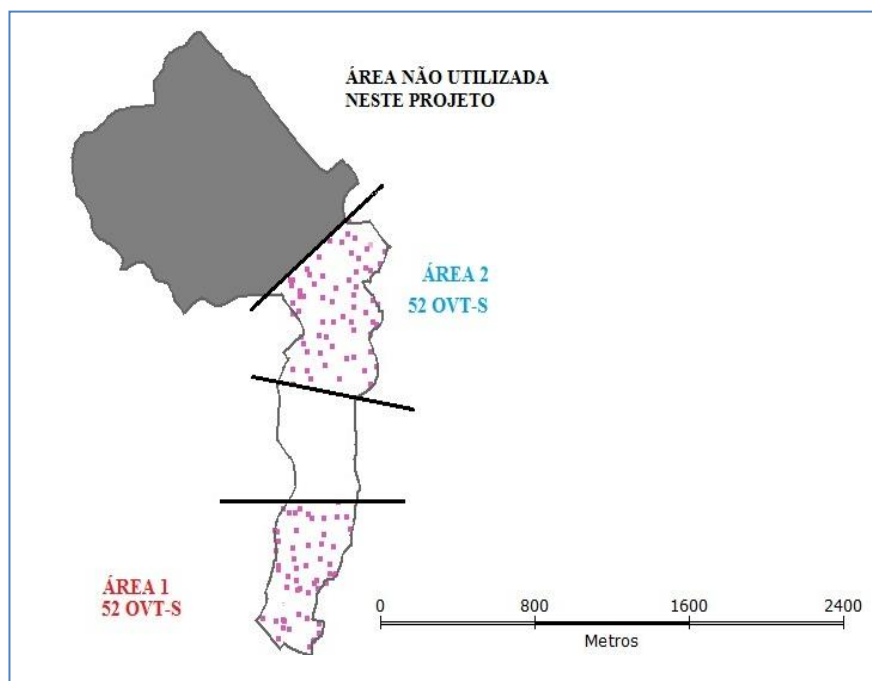 ÁREA NÃO UTILIZADA
NESTE PROJETO
ÁREA 2
52 OVT-S
ÁREA 1
52 OVT-S
0 800 1600 2400
Metros